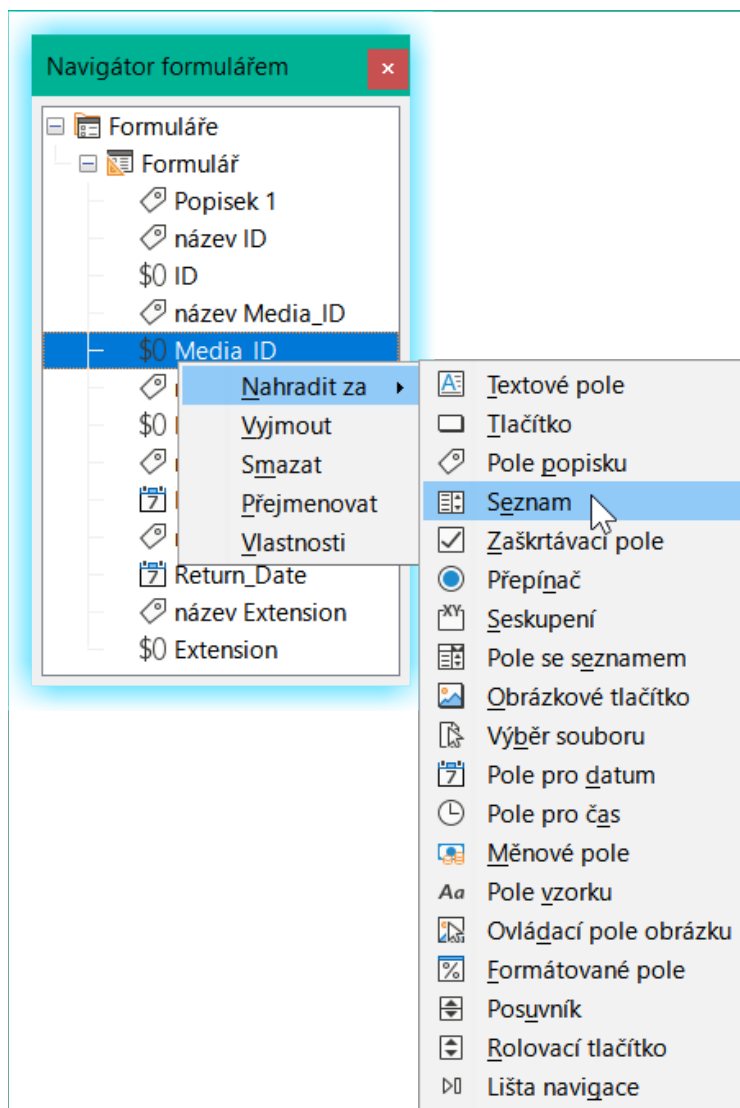 Navigátor formulářem
Formuláře
Formulář
Popisek 1
název ID
ID
název Media_ID
Media_ID
Return_Date
název Extension
Extension
Nahradit za
Vyjmout
Smazat
Přejmenovat
Vlastnosti
Textové pole
Tlačítko
Pole popisku
Seznam
Zaškrtávací pole
Přepínač
Seskupení
Pole se seznamem
Obrázkové tlačítko
Výběr souboru
Pole pro datum
Pole pro čas
Měnové pole
Pole vzorku
Ovládací pole obrázku
Formátované pole
Posuvník
Rolovací tlačítko
Lišta navigace